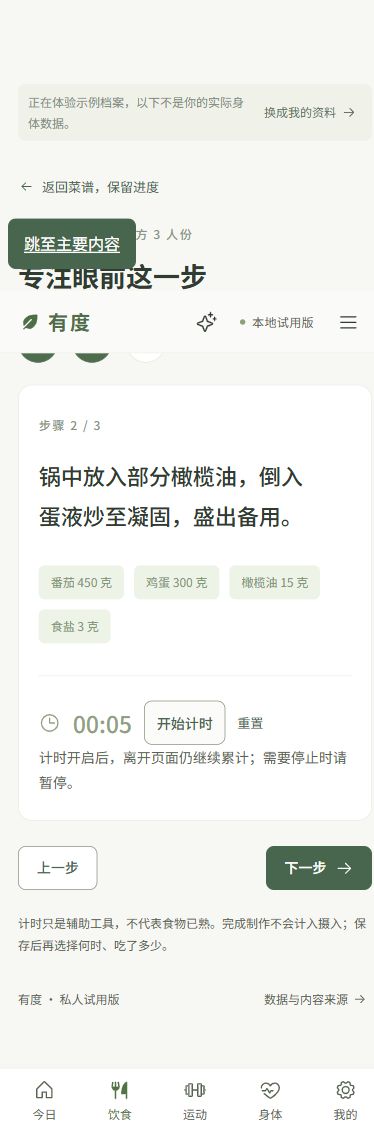 正在体验示例档案，以下不是你的实际身
体数据。
换成我的资料 →
← 返回菜谱，保留进度
跳至主要内容
方 3 人份
专注眼前这一步
有度
本地试用版
步骤 2 / 3
锅中放入部分橄榄油，倒入
蛋液炒至凝固，盛出备用。
番茄 450 克
鸡蛋 300 克
橄榄油 15 克
食盐 3 克
00:05
开始计时
重置
计时开启后，离开页面仍继续累计；需要停止时请
暂停。
上一步
下一步 →
计时只是辅助工具，不代表食物已熟。完成制作不会计入摄入；保
存后再选择何时、吃了多少。
有度 · 私人试用版
数据与内容来源 →
今日
饮食
运动
身体
我的